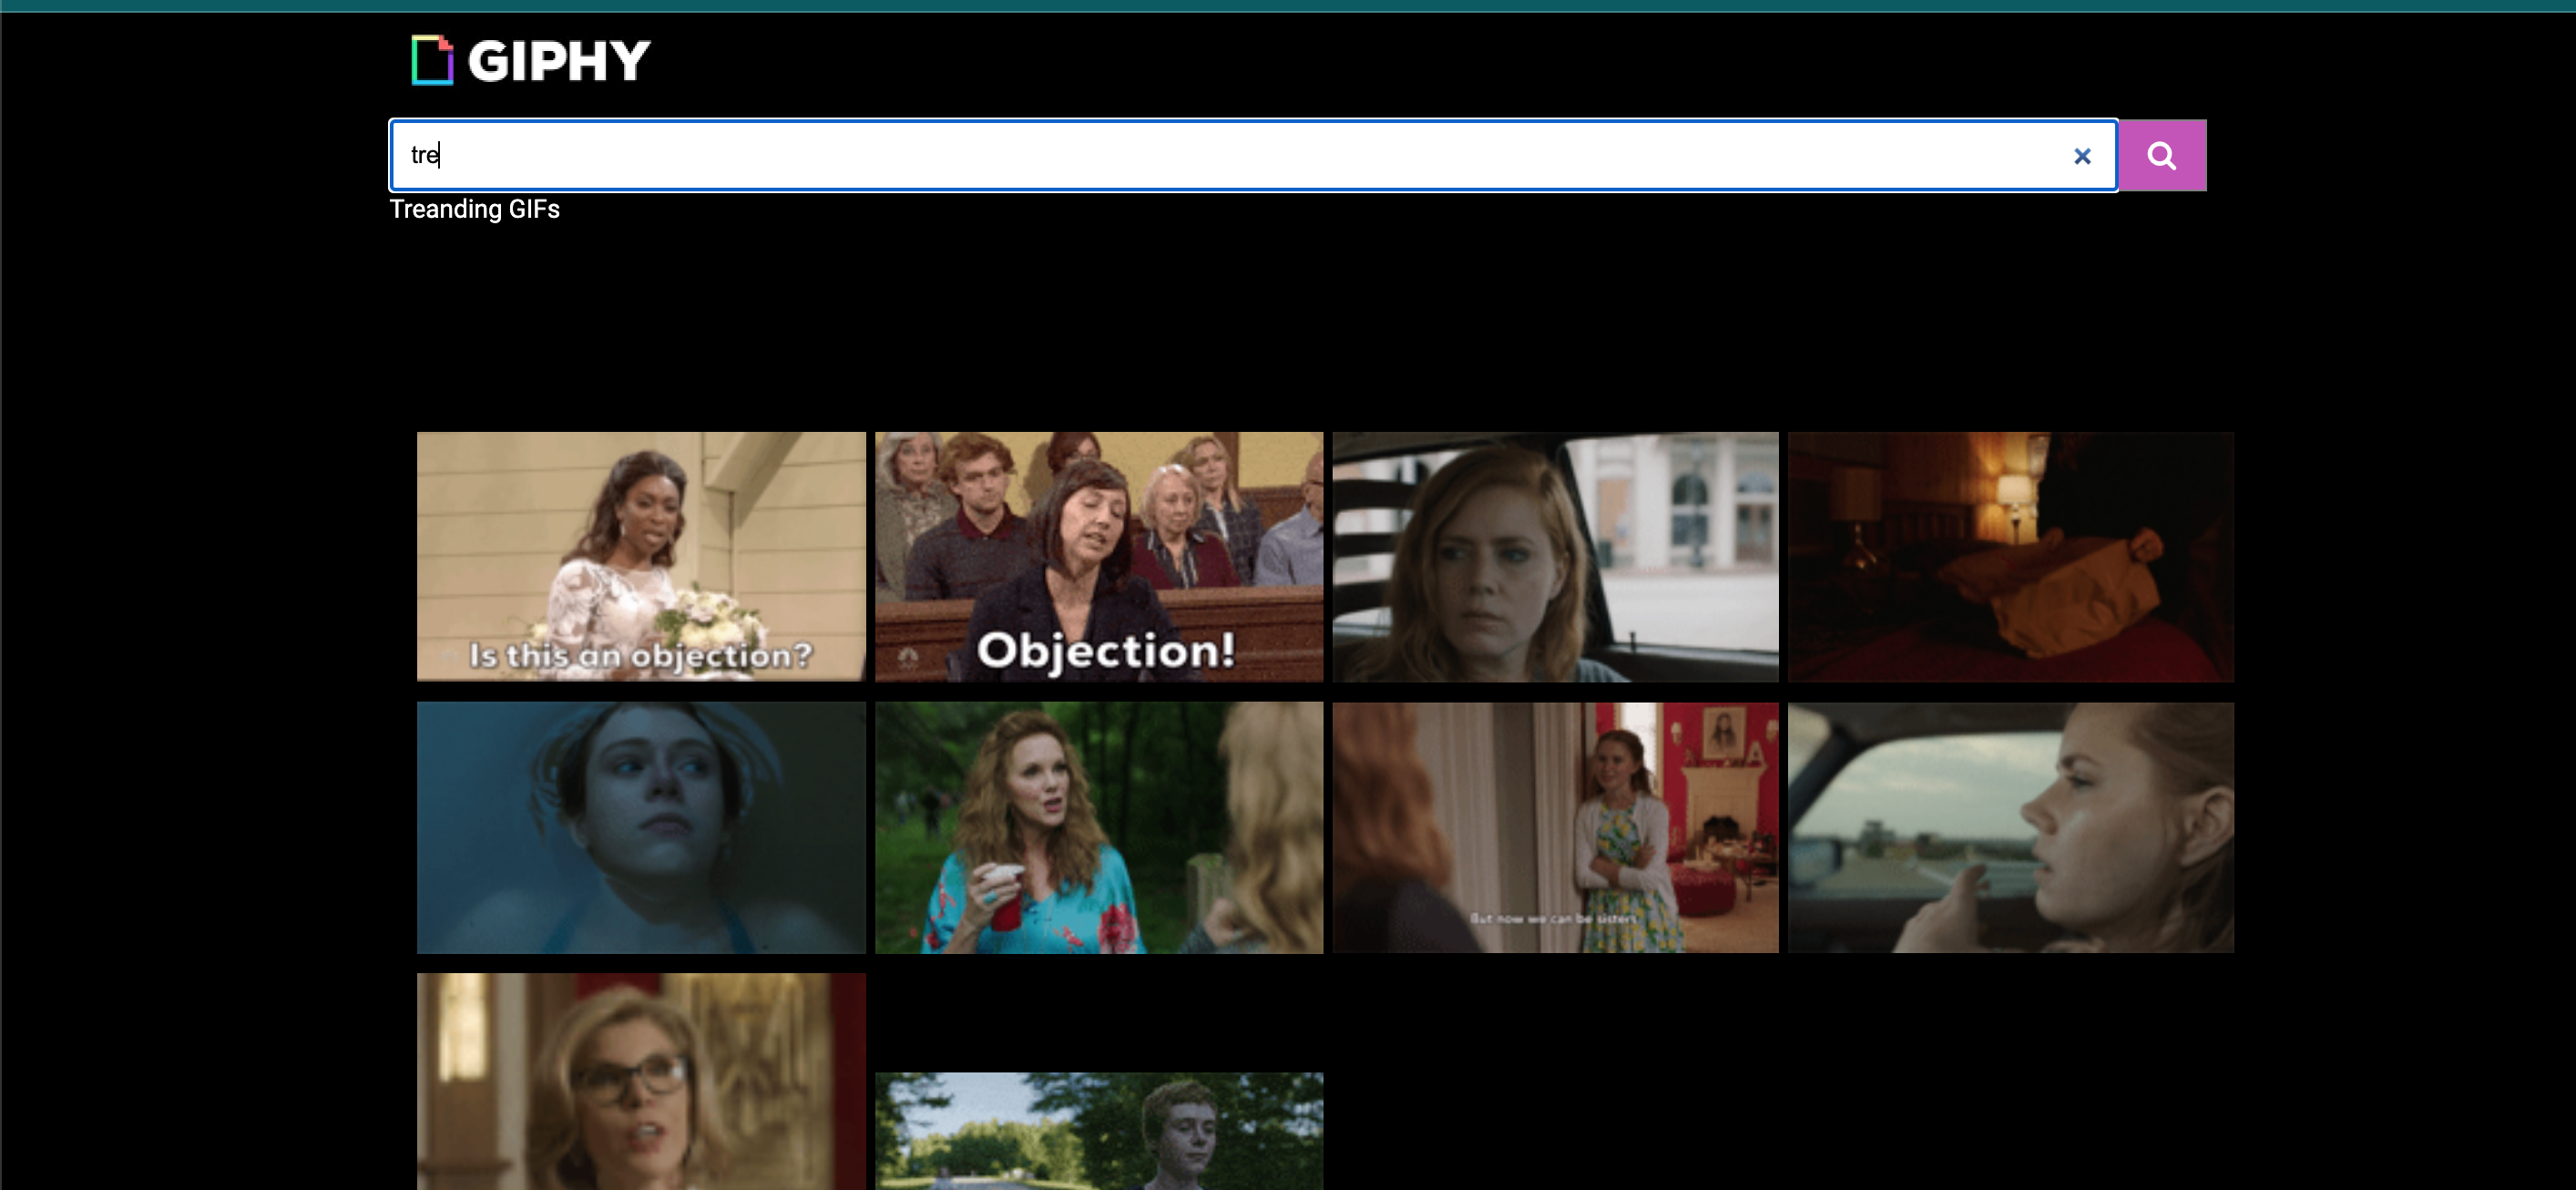 GIPHY
tre
Treanding GIFs
Is this an objection?
Objection!
But now we can be sisters